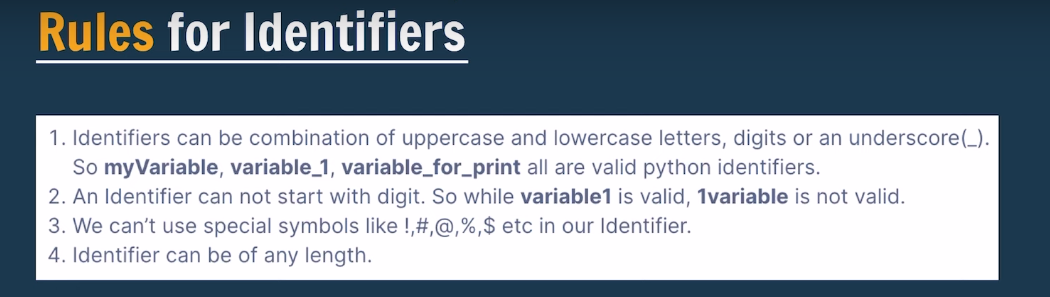 Rules for Identifiers
1. Identifiers can be combination of uppercase and lowercase letters, digits or an underscore(_).
So myVariable, variable_1, variable_for_print all are valid python identifiers.
2. An Identifier can not start with digit. So while variable1 is valid, 1variable is not valid.
3. We can’t use special symbols like !,#,@,%,$ etc in our Identifier.
4. Identifier can be of any length.